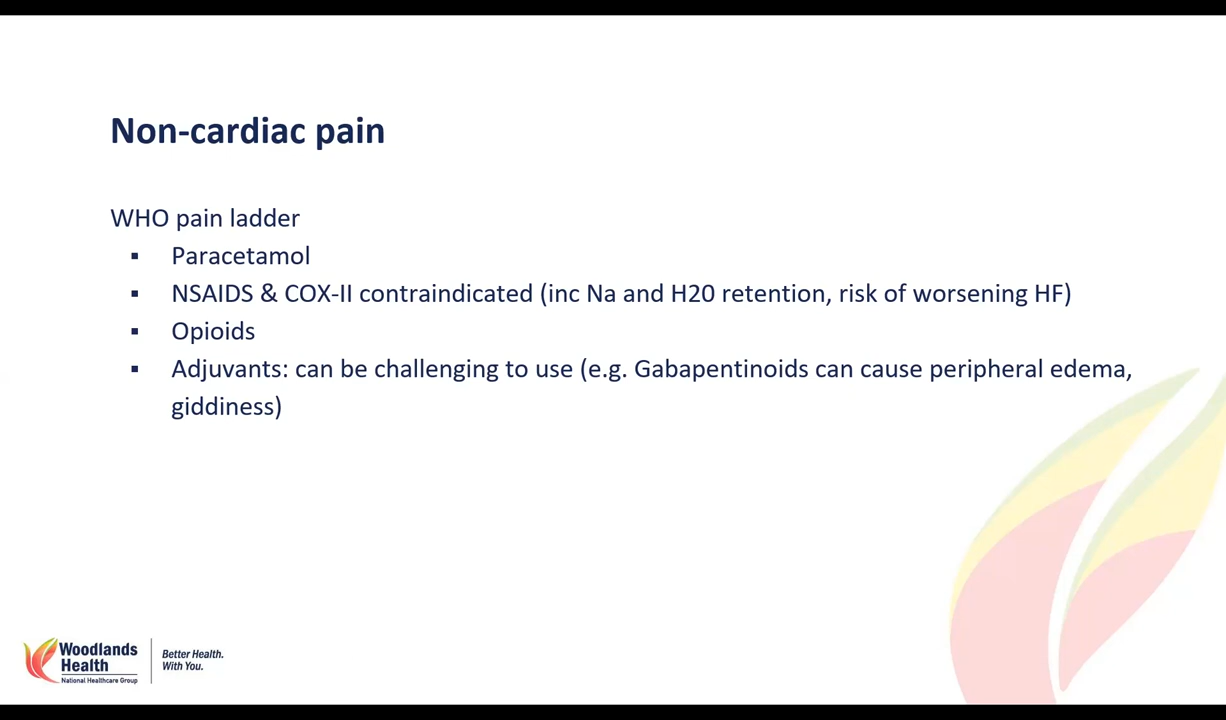 Non-cardiac pain
WHO pain ladder
▪ Paracetamol
▪ NSAIDS & COX-II contraindicated (inc Na and H20 retention, risk of worsening HF)
▪ Opioids
▪ Adjuvants: can be challenging to use (e.g. Gabapentinoids can cause peripheral edema,
giddiness)
Woodlands
Health
National Healthcare Group
Better Health.
With You.